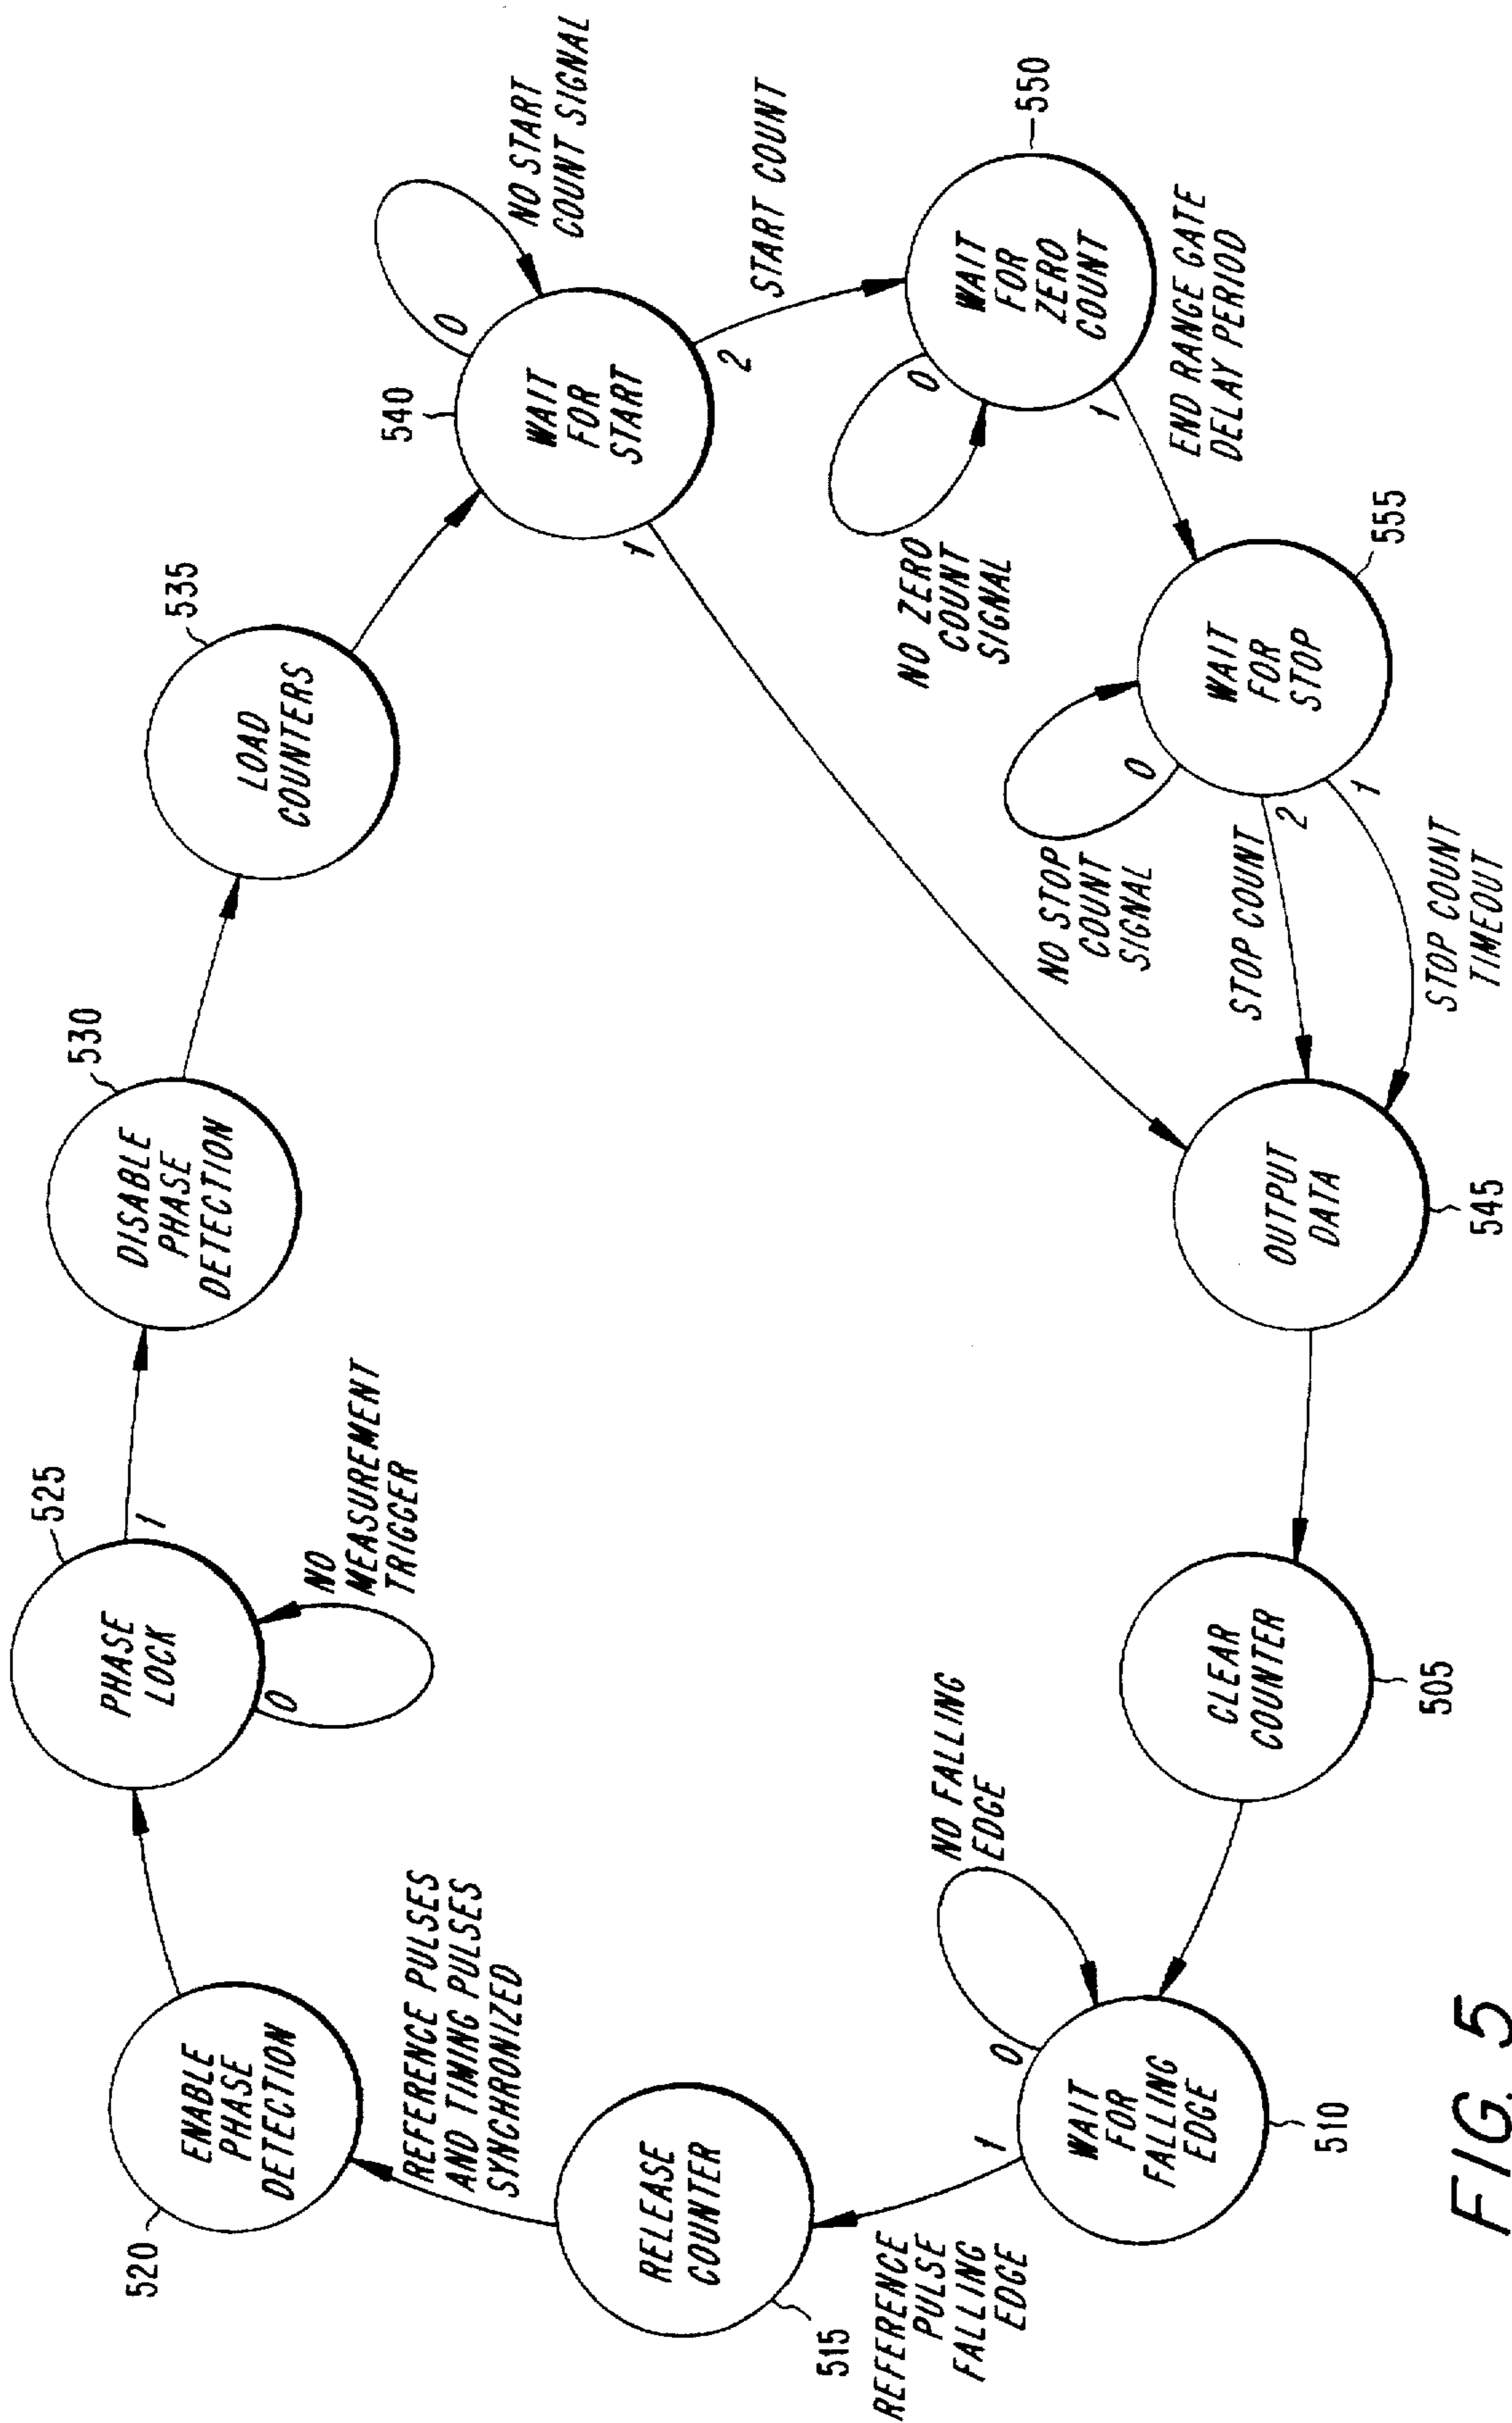 520
ENABLE
PHASE
DETECTION
525
PHASE
LOCK
0
1
NO
MEASUREMENT
TRIGGER
530
DISABLE
PHASE
DETECTION
535
LOAD
COUNTERS
540
WAIT
FOR
START
0
NO START
COUNT SIGNAL
1
2
START COUNT
REFERENCE PULSES
AND TIMING PULSES
SYNCHRONIZED
RELEASE
COUNTER
515
REFERENCE
PULSE
FALLING
EDGE
1
0
NO FALLING
EDGE
WAIT
FOR
FALLING
EDGE
510
CLEAR
COUNTER
505
OUTPUT
DATA
545
NO STOP
COUNT
SIGNAL
0
STOP COUNT
2
1
STOP COUNT
TIMEOUT
WAIT
FOR
STOP
555
NO ZERO
COUNT
SIGNAL
0
WAIT
FOR
ZERO
COUNT
550
1
END RANGE GATE
DELAY PERIOD
FIG. 5